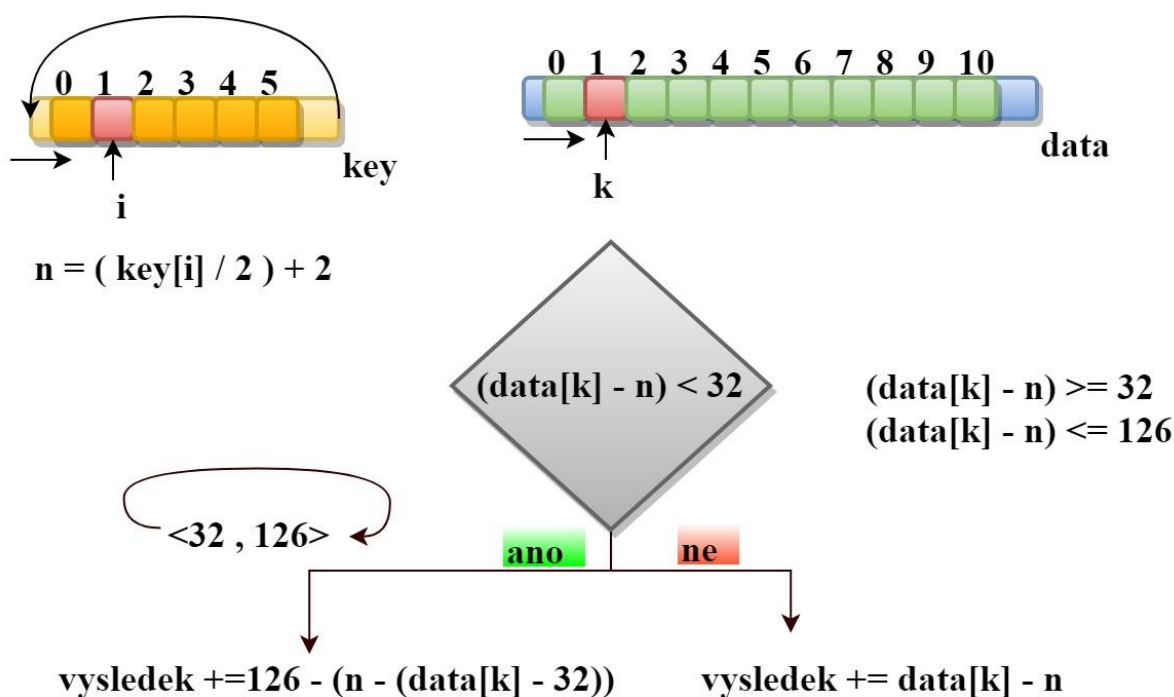 0 1 2 3 4 5
key
i
0 1 2 3 4 5 6 7 8 9 10
data
k
n = ( key[i] / 2 ) + 2
(data[k] - n) < 32
(data[k] - n) >= 32
(data[k] - n) <= 126
<32 , 126>
ano
ne
vysledek +=126 - (n - (data[k] - 32))
vysledek += data[k] - n